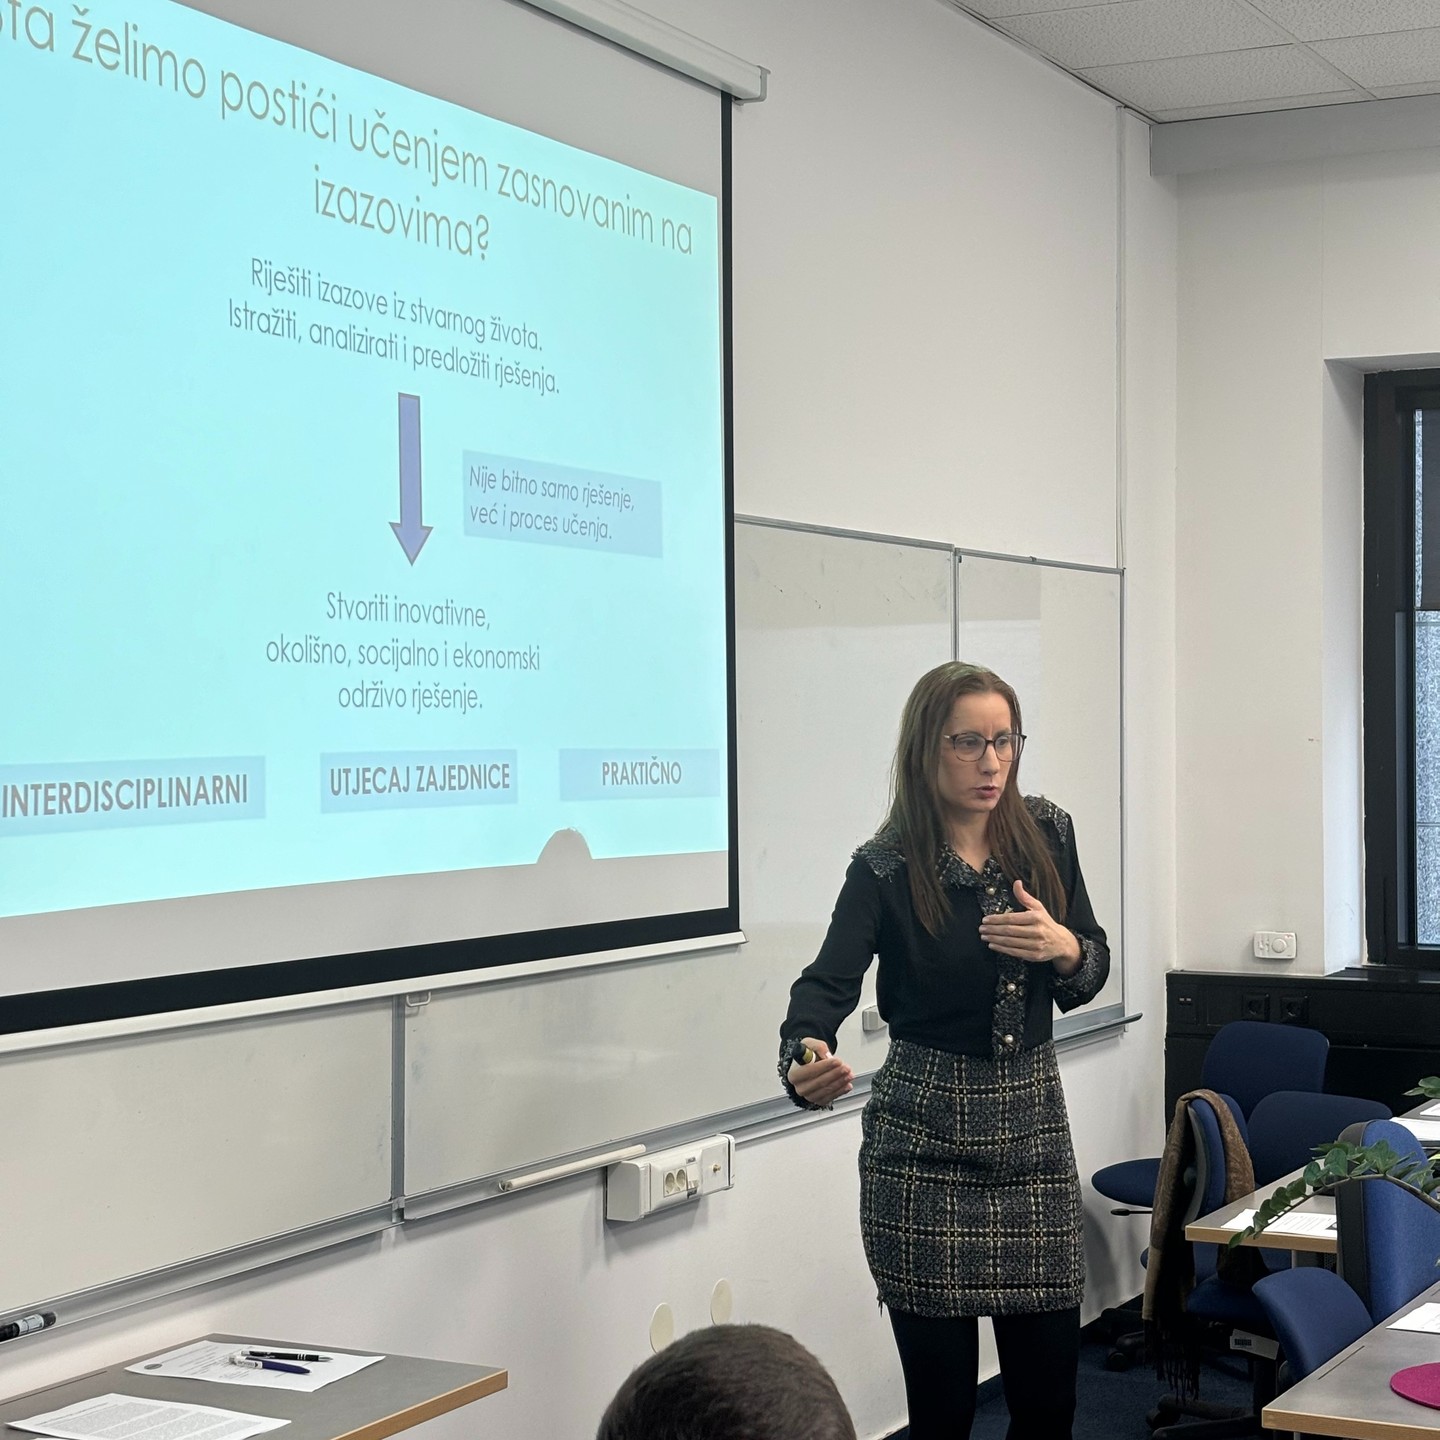 želimo postići učenjem zasnovanim na
izazovima?
Riješiti izazove iz stvarnog života.
Istražiti, analizirati i predložiti rješenja.
Nije bitno samo rješenje,
već i proces učenja.
Stvoriti inovativne,
okolišno, socijalno i ekonomski
održivo rješenje.
INTERDISCIPLINARNI
UTJECAJ ZAJEDNICE
PRAKTIČNO